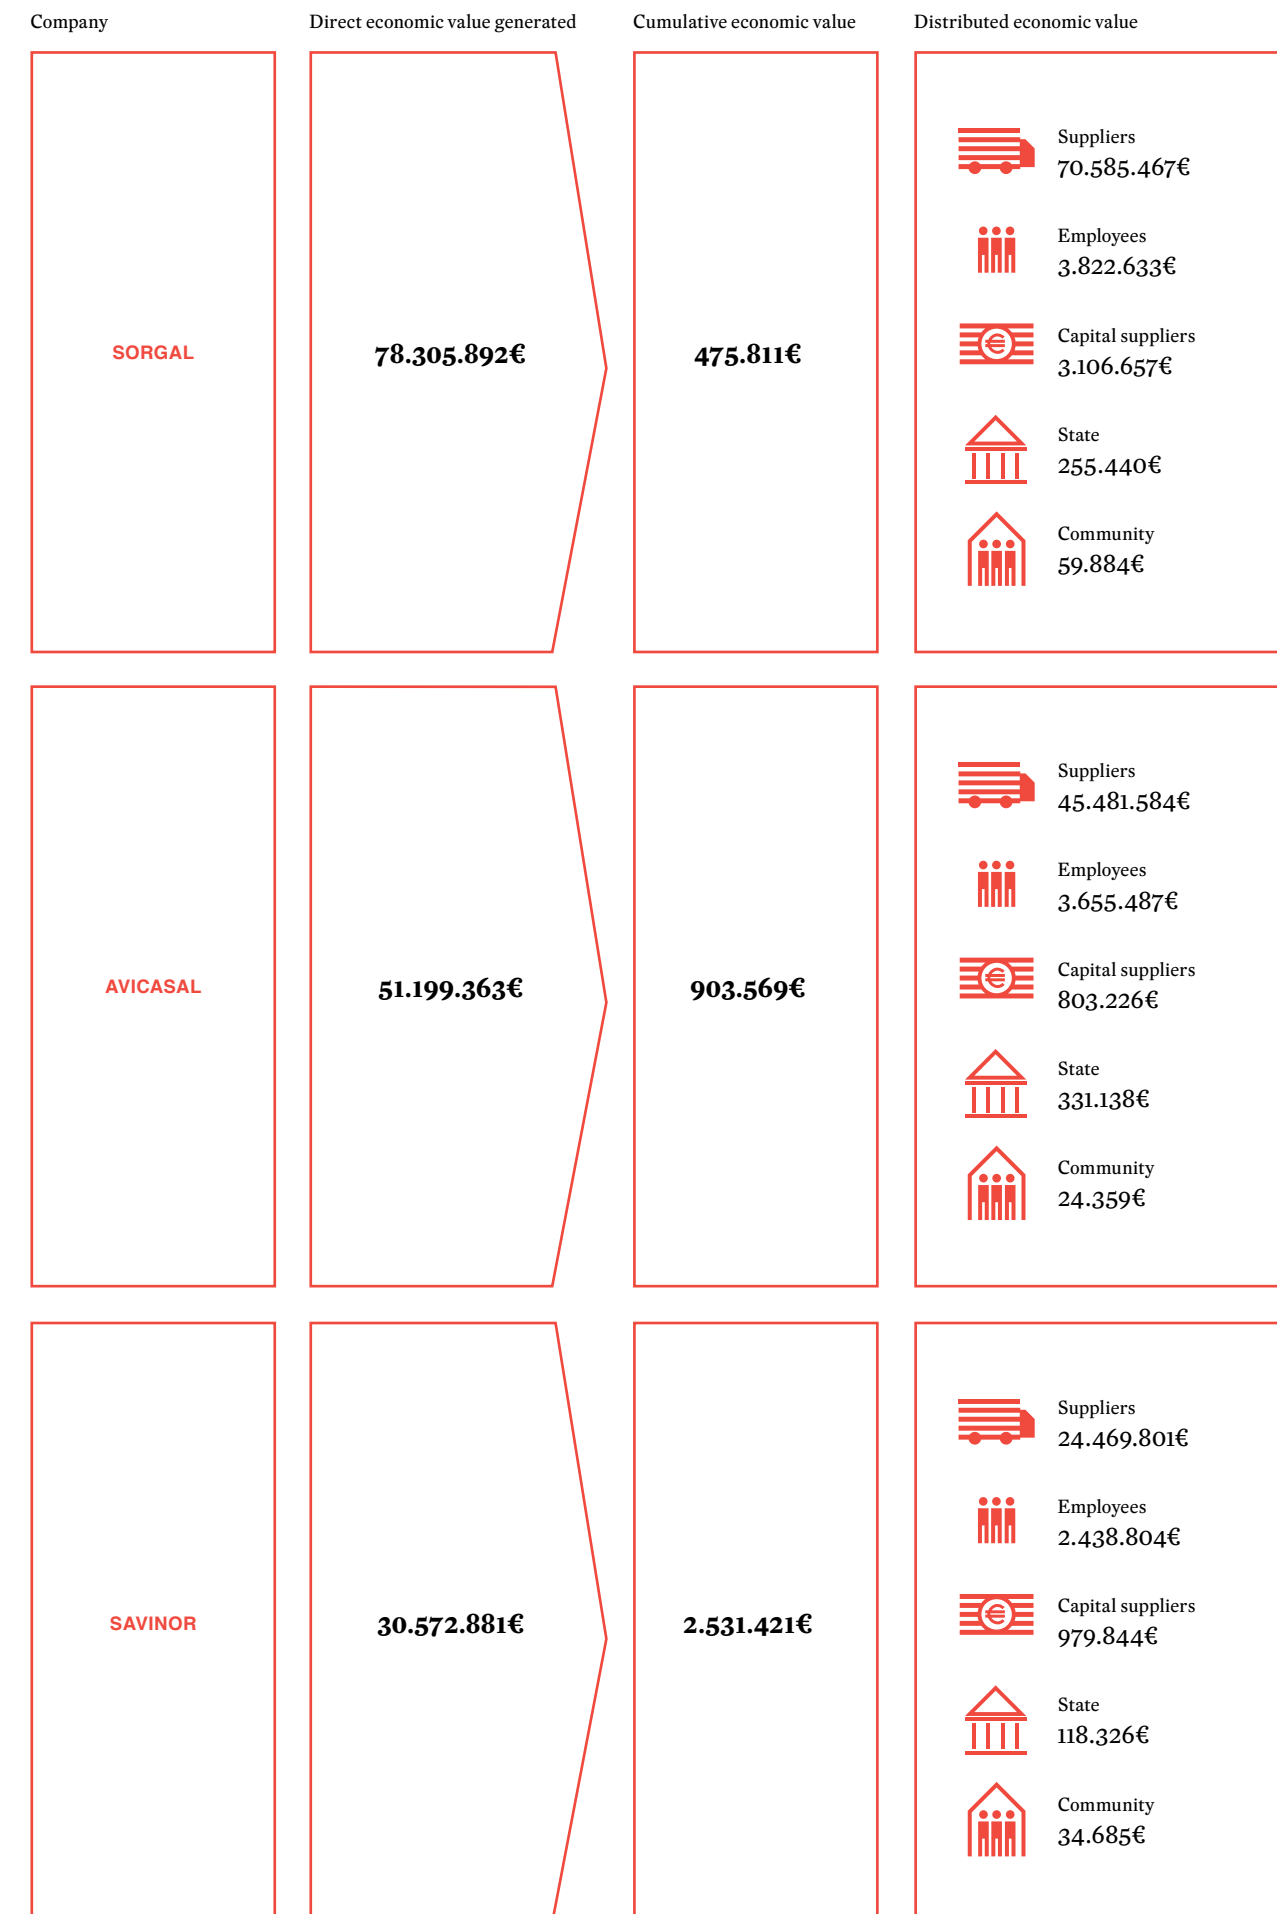 Company
Direct economic value generated
Cumulative economic value
Distributed economic value
SORGAL
78.305.892€
475.811€
Suppliers
70.585.467€
Employees
3.822.633€
Capital suppliers
3.106.657€
State
255.440€
Community
59.884€
AVICASAL
51.199.363€
903.569€
Suppliers
45.481.584€
Employees
3.655.487€
Capital suppliers
803.226€
State
331.138€
Community
24.359€
SAVINOR
30.572.881€
2.531.421€
Suppliers
24.469.801€
Employees
2.438.804€
Capital suppliers
979.844€
State
118.326€
Community
34.685€